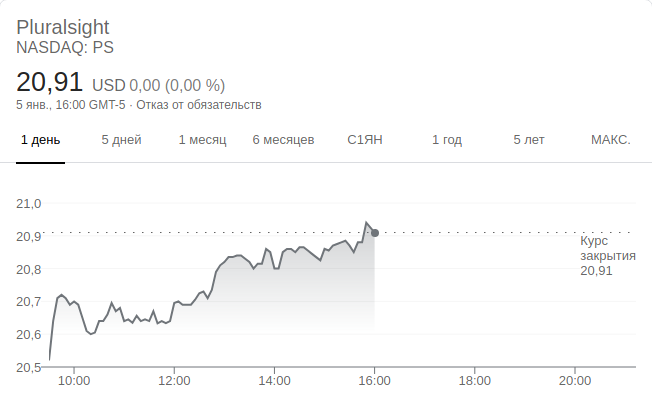 Pluralsight
NASDAQ: PS
20,91 USD 0,00 (0,00 %)
5 янв., 16:00 GMT-5 · Отказ от обязательств
1 день 5 дней 1 месяц 6 месяцев С1ЯН 1 год 5 лет МАКС.
21,0
20,9
20,8
20,7
20,6
20,5
Курс
закрытия
20,91
10:00 12:00 14:00 16:00 18:00 20:00